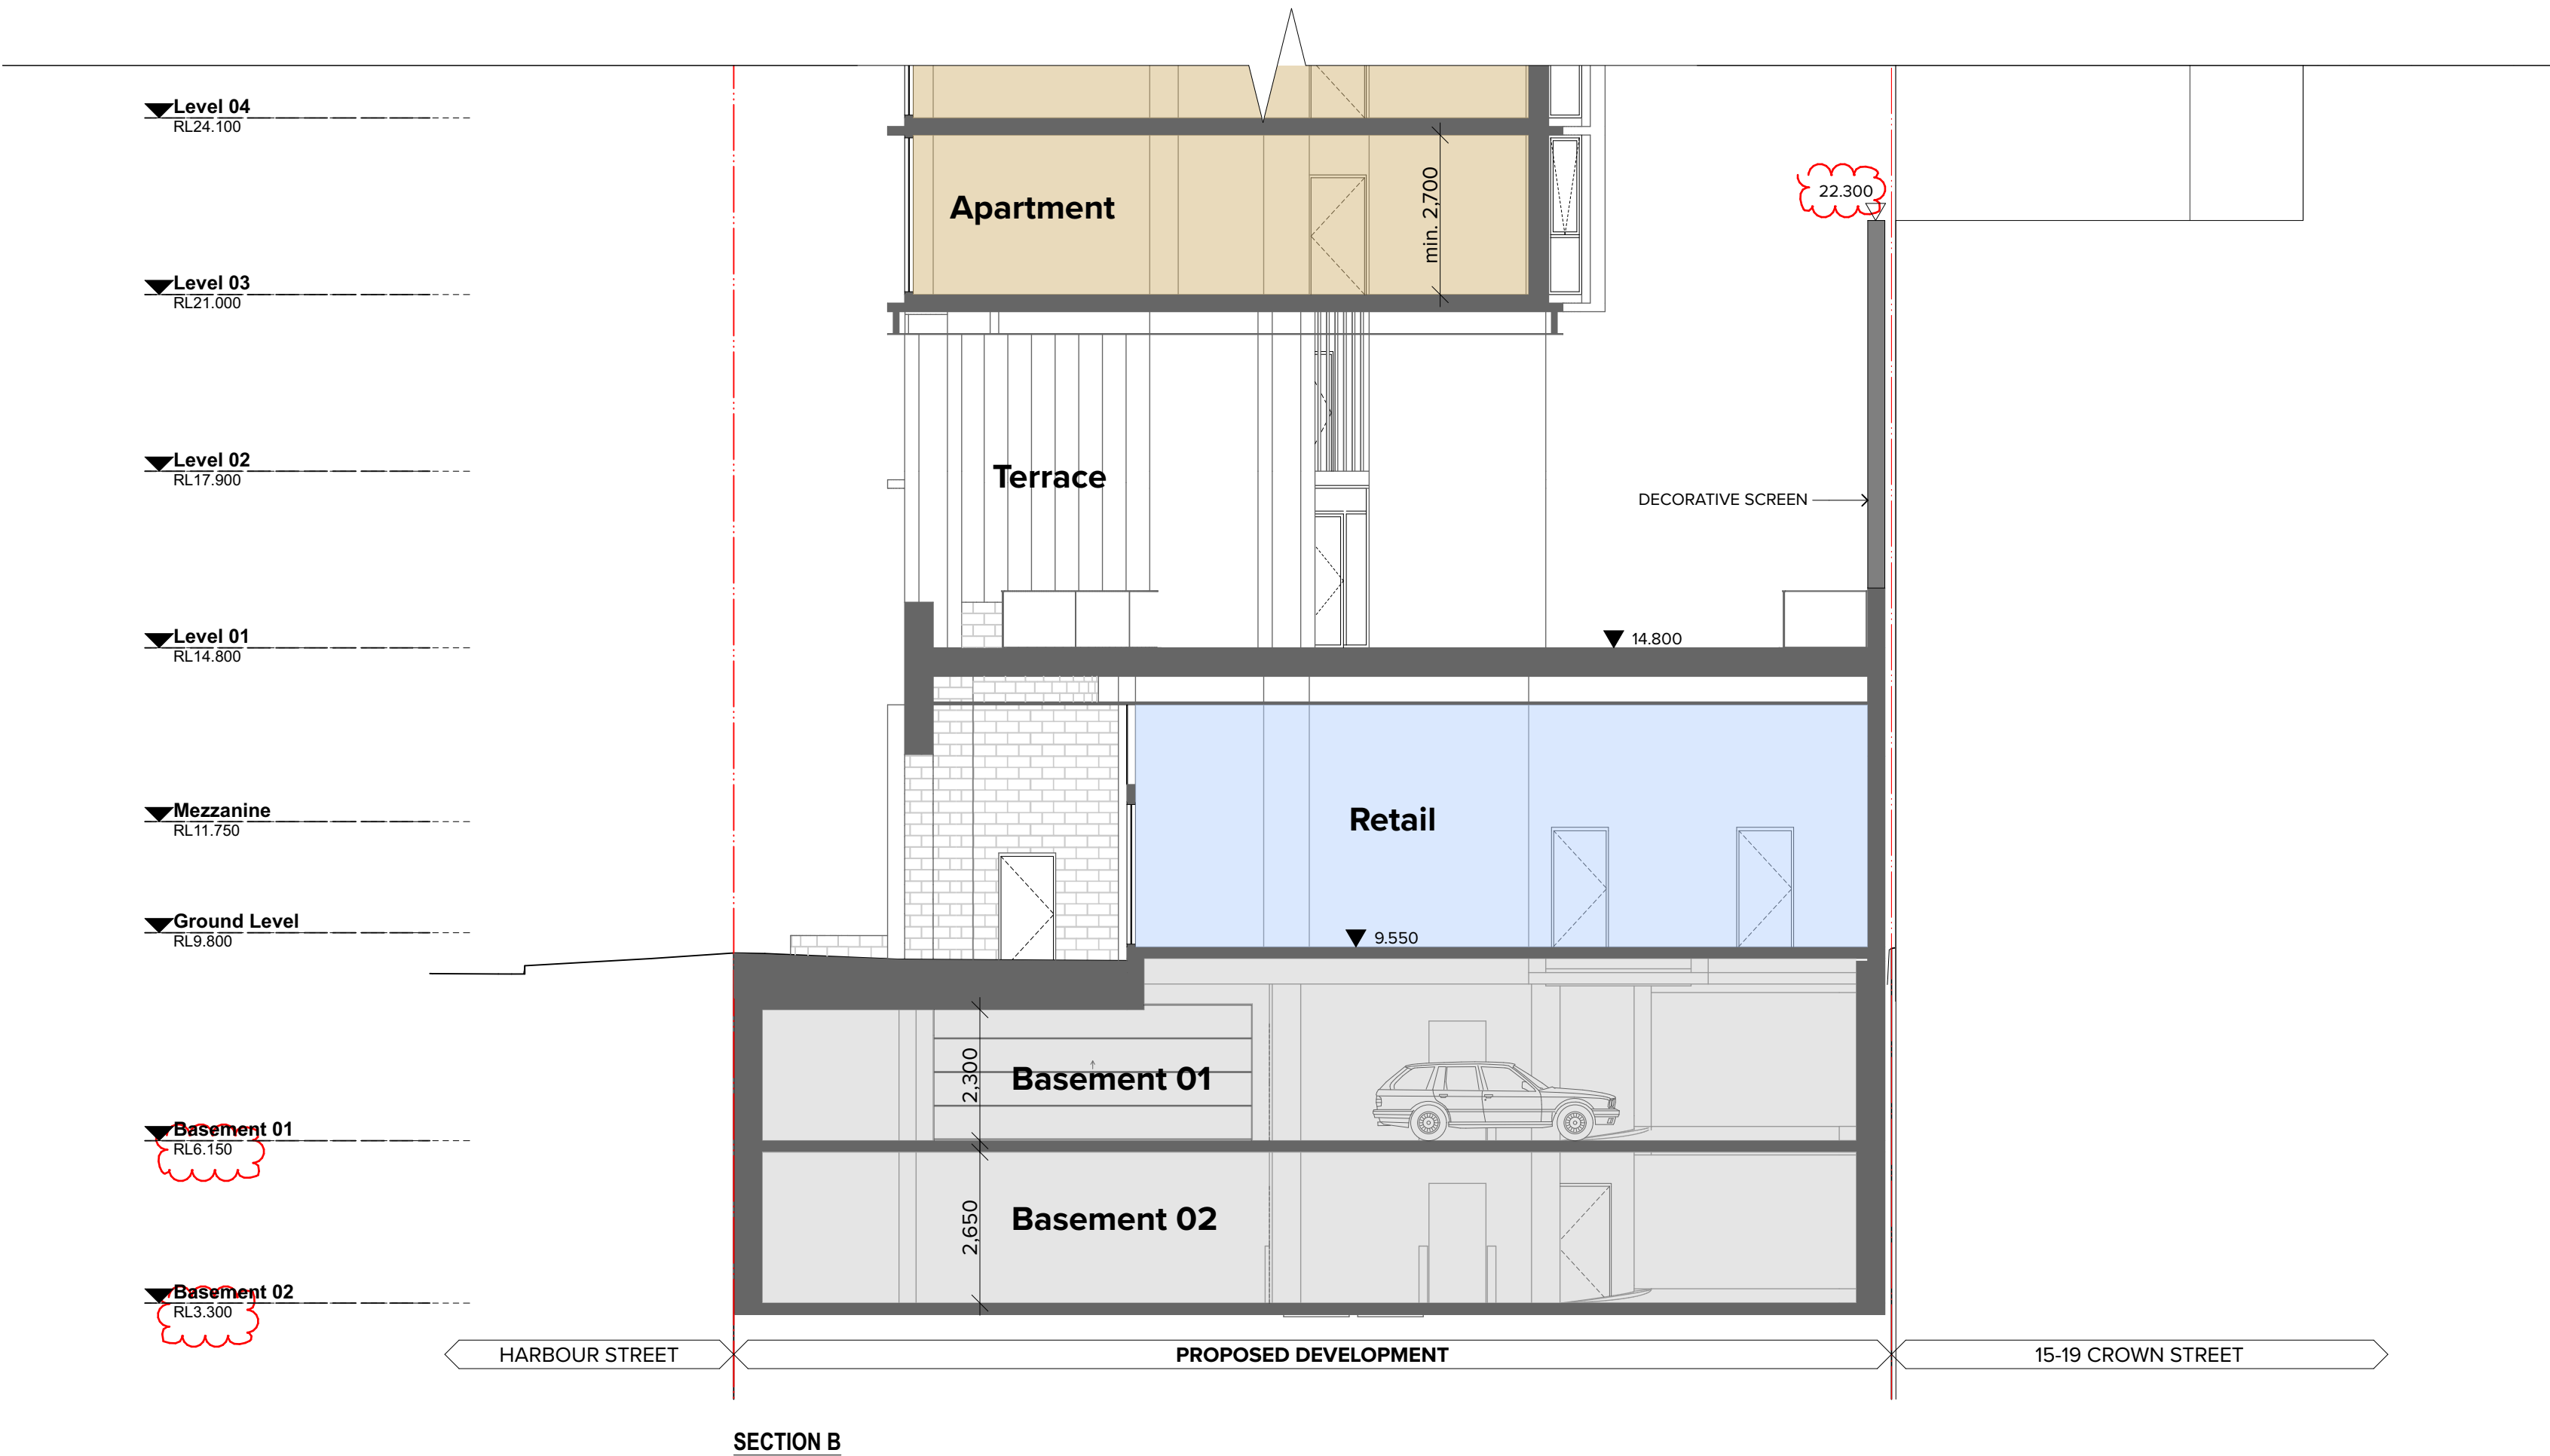 Level 04
RL24.100
22.300
Apartment
min. 2,700
Level 03
RL21.000
Level 02
RL17.900
Terrace
DECORATIVE SCREEN
Level 01
RL14.800
14.800
Mezzanine
RL11.750
Retail
Ground Level
RL9.800
9.550
2,300
Basement 01
Basement 01
RL6.150
2,650
Basement 02
Basement 02
RL3.300
HARBOUR STREET
PROPOSED DEVELOPMENT
15-19 CROWN STREET
SECTION B